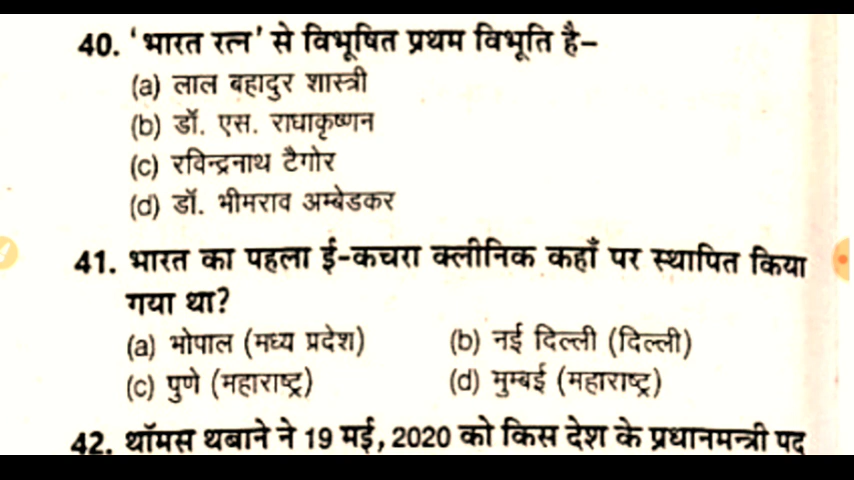 40. ‘भारत रत्न’ से विभूषित प्रथम विभूति है–
(a) लाल बहादुर शास्त्री
(b) डॉ. एस. राधाकृष्णन
(c) रविन्द्रनाथ टैगोर
(d) डॉ. भीमराव अम्बेडकर
41. भारत का पहला ई-कचरा क्लीनिक कहाँ पर स्थापित किया
गया था?
(a) भोपाल (मध्य प्रदेश) (b) नई दिल्ली (दिल्ली)
(c) पुणे (महाराष्ट्र) (d) मुम्बई (महाराष्ट्र)
42. थॉमस थबाने ने 19 मई, 2020 को किस देश के प्रधानमन्त्री पद